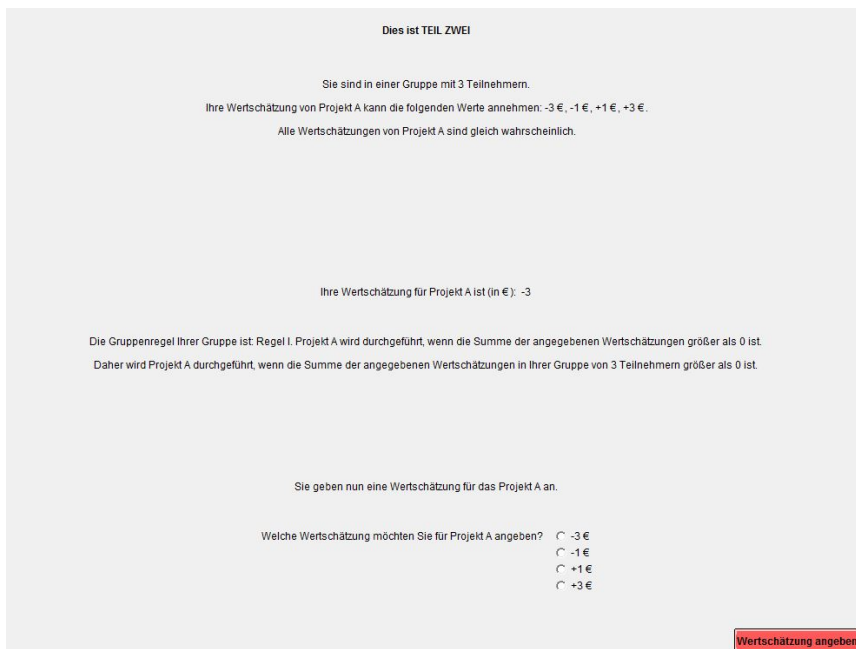 Dies ist TEIL ZWEI
Sie sind in einer Gruppe mit 3 Teilnehmern.
Ihre Wertschätzung von Projekt A kann die folgenden Werte annehmen: -3 €, -1 €, +1 €, +3 €.
Alle Wertschätzungen von Projekt A sind gleich wahrscheinlich.
Ihre Wertschätzung für Projekt A ist (in €): -3
Die Gruppenregel Ihrer Gruppe ist: Regel I. Projekt A wird durchgeführt, wenn die Summe der angegebenen Wertschätzungen größer als 0 ist.
Daher wird Projekt A durchgeführt, wenn die Summe der angegebenen Wertschätzungen in Ihrer Gruppe von 3 Teilnehmern größer als 0 ist.
Sie geben nun eine Wertschätzung für das Projekt A an.
Welche Wertschätzung möchten Sie für Projekt A angeben? -3 €
-1 €
+1 €
+3 €
Wertschätzung angeben